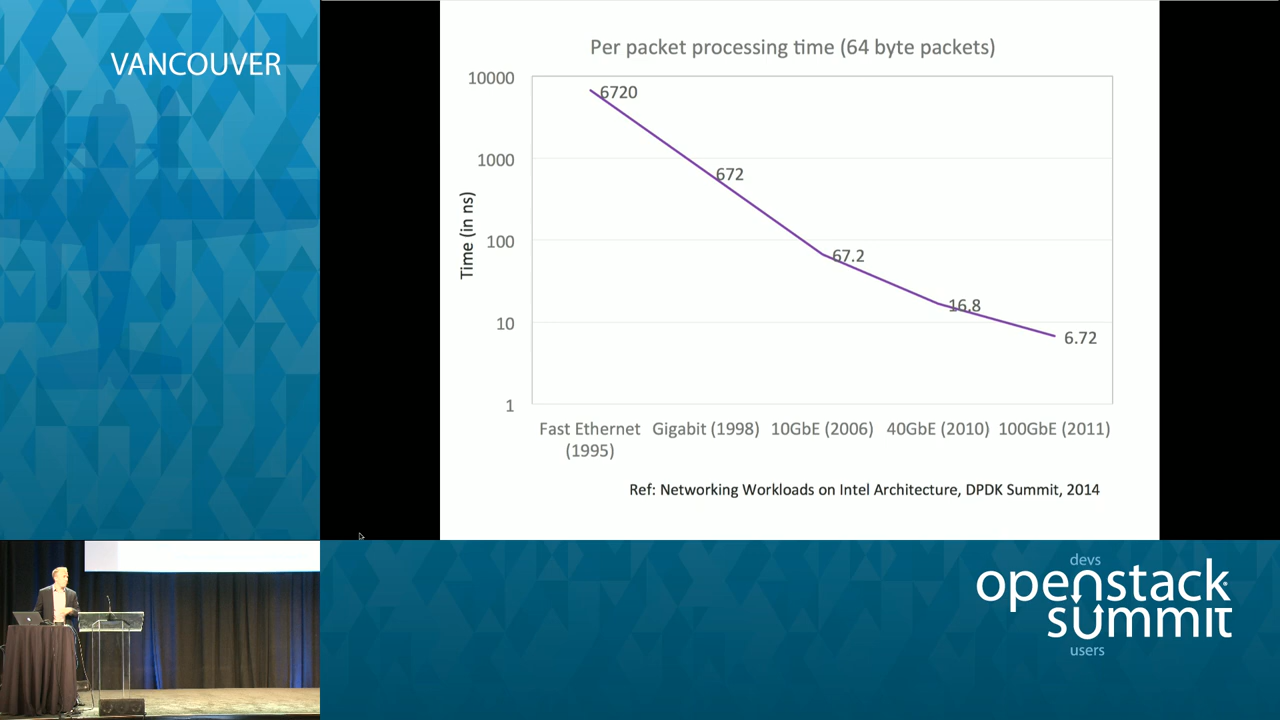 VANCOUVER
Per packet processing time (64 byte packets)
Time (in ns)
10000
1000
100
10
1
6720
672
67.2
16.8
6.72
Fast Ethernet (1995)
Gigabit (1998)
10GbE (2006)
40GbE (2010)
100GbE (2011)
Ref: Networking Workloads on Intel Architecture, DPDK Summit, 2014
devs
openstack
summit
users